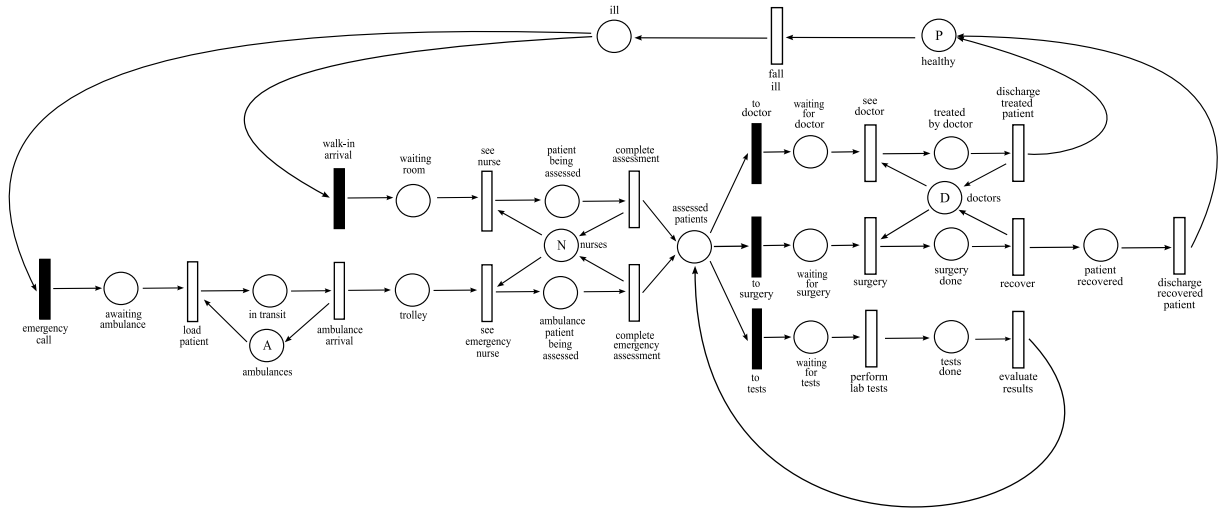 ill
P
healthy
fall
ill
walk-in
arrival
waiting
room
see
nurse
patient
being
assessed
complete
assessment
N
nurses
emergency
call
awaiting
ambulance
load
patient
in transit
A
ambulances
ambulance
arrival
trolley
see
emergency
nurse
ambulance
patient
being
assessed
complete
emergency
assessment
assessed
patients
to
doctor
waiting
for
doctor
see
doctor
treated
by doctor
discharge
treated
patient
D
doctors
to
surgery
waiting
for
surgery
surgery
surgery
done
recover
patient
recovered
discharge
recovered
patient
to
tests
waiting
for
tests
perform
lab tests
tests
done
evaluate
results